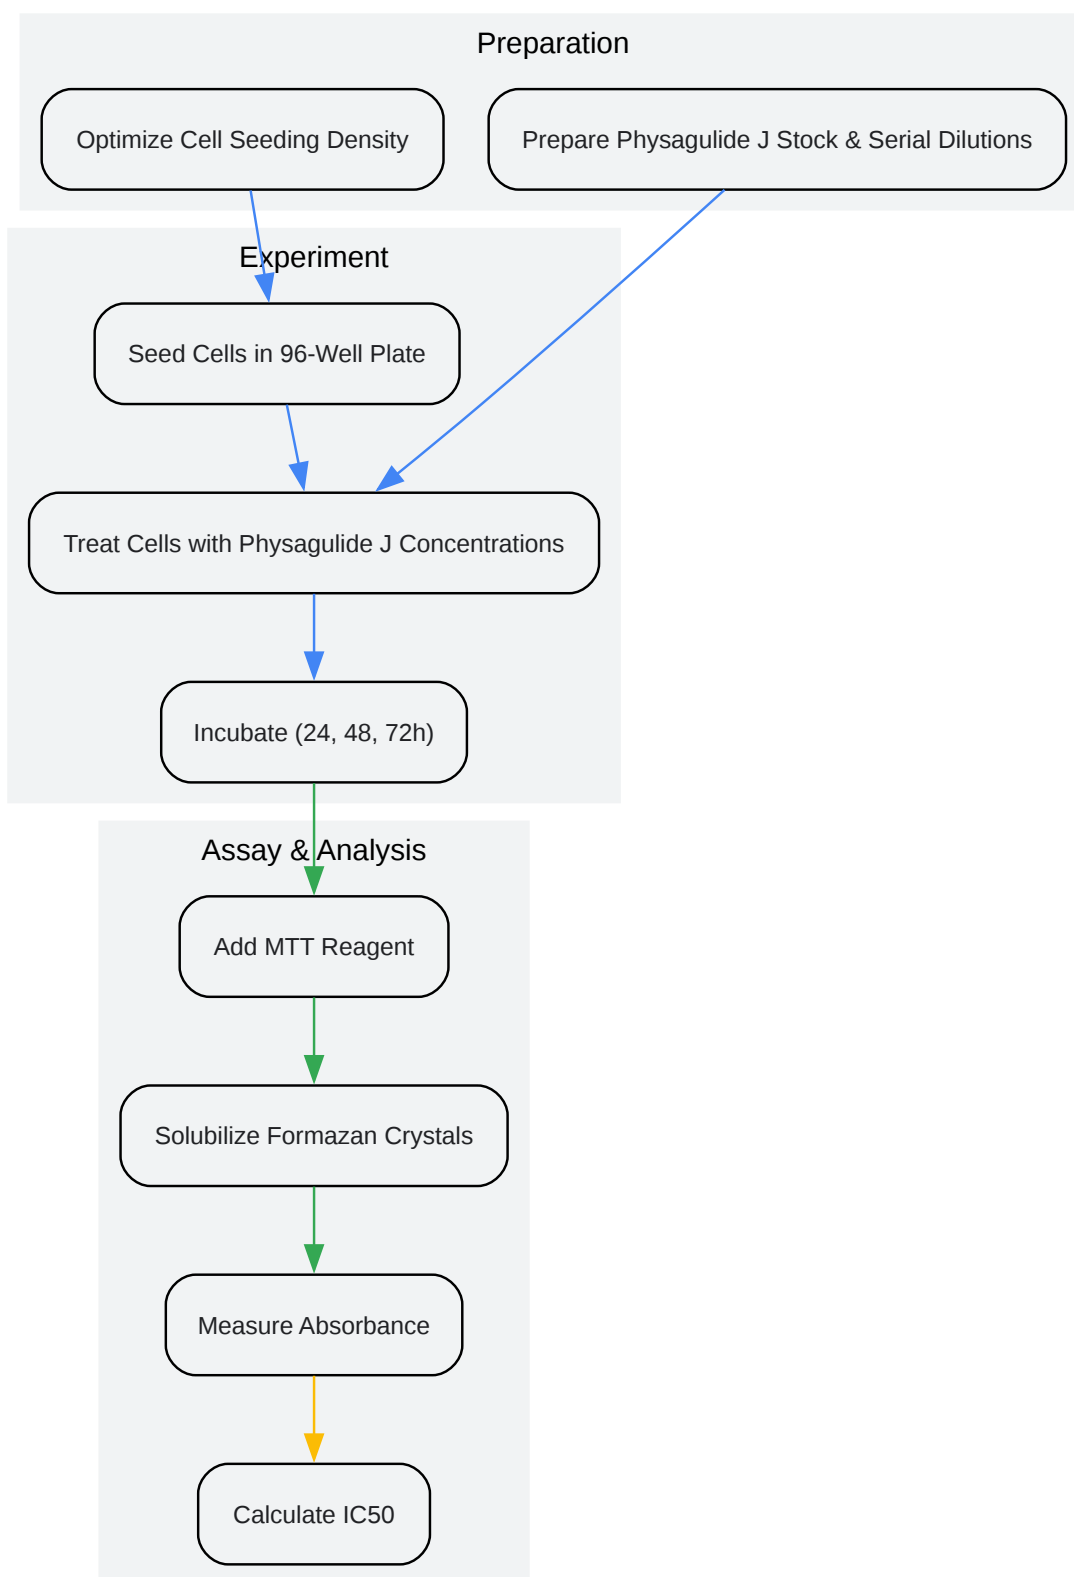 Preparation
Optimize Cell Seeding Density
Prepare Physagulide J Stock & Serial Dilutions
Experiment
Seed Cells in 96-Well Plate
Treat Cells with Physagulide J Concentrations
Incubate (24, 48, 72h)
Assay & Analysis
Add MTT Reagent
Solubilize Formazan Crystals
Measure Absorbance
Calculate IC50